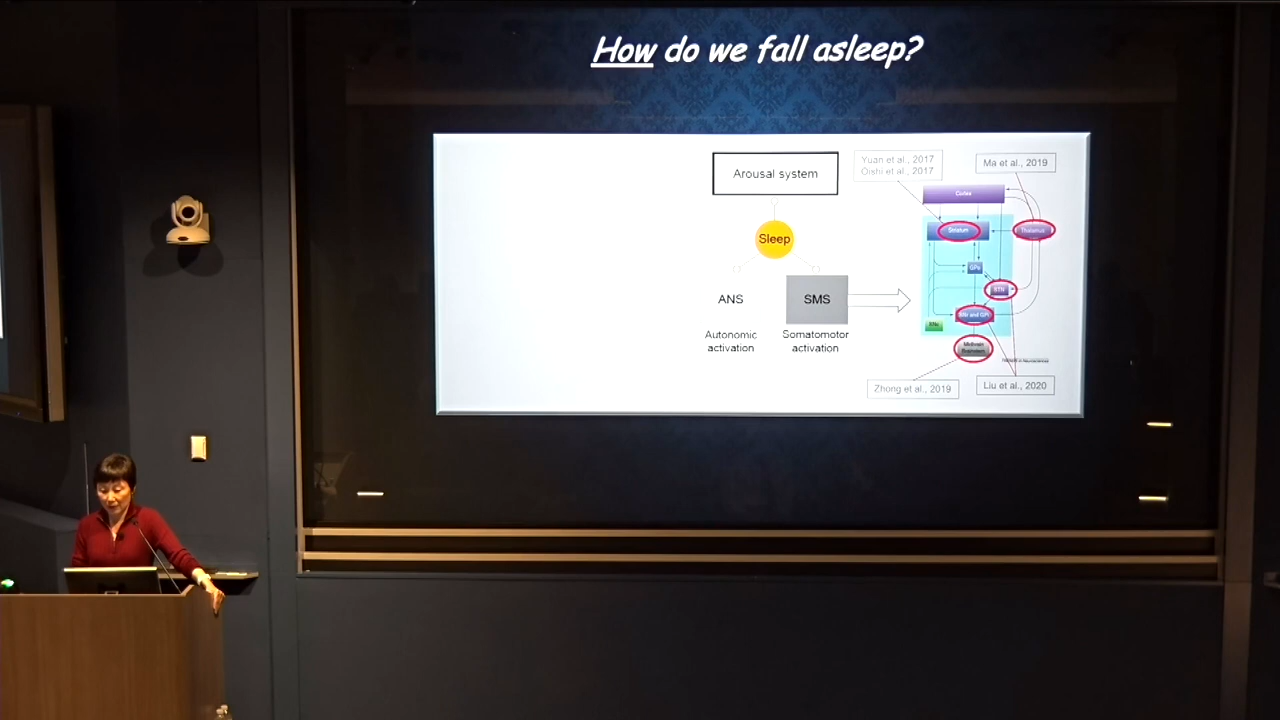 How do we fall asleep?
Arousal system
Sleep
ANS
SMS
Autonomic
activation
Somatomotor
activation
Yuan et al., 2017
Oishi et al., 2017
Ma et al., 2019
Cortex
Striatum
Thalamus
GPe
STN
SNr and GPi
SNc
Zhong et al., 2019
Liu et al., 2020